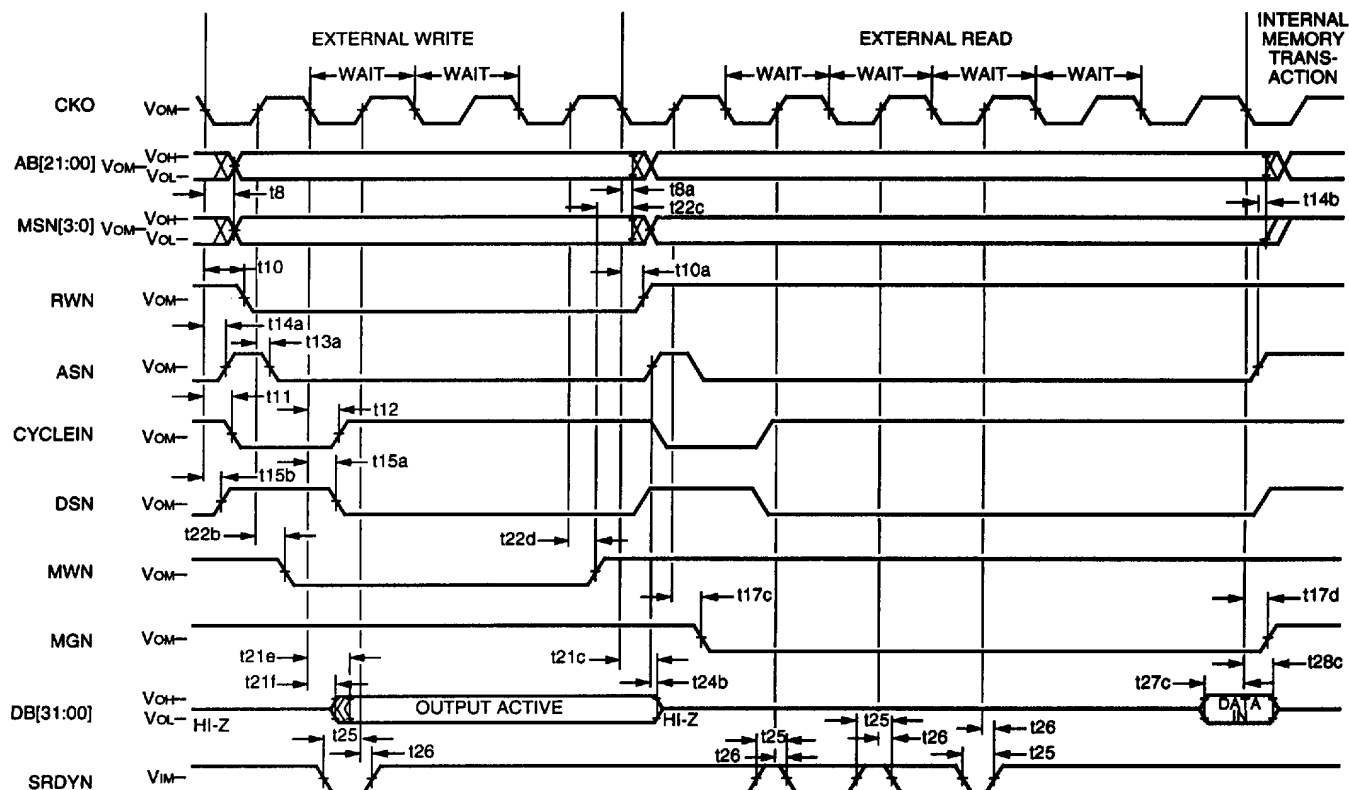 EXTERNAL WRITE
EXTERNAL READ
INTERNAL
MEMORY
TRANS-
ACTION
WAIT WAIT WAIT WAIT WAIT WAIT
CKO VOM
AB[21:00] VOM VOH
VOL
t8 t8a
t22c t14b
MSN[3:0] VOM VOH
VOL
t10 t10a
RWN VOM
t14a
t13a
ASN VOM
t11 t12
CYCLEIN VOM
t15b t15a
DSN VOM
t22b t22d
MWN VOM
t17c t17d
MGN VOM
t21e t21c t28c
t21f t24b t27c
DB[31:00] VOH
VOL
HI-Z OUTPUT ACTIVE HI-Z DATA
IN
t25 t26 t25 t26 t25 t26 t26 t25
SRDYN VIM